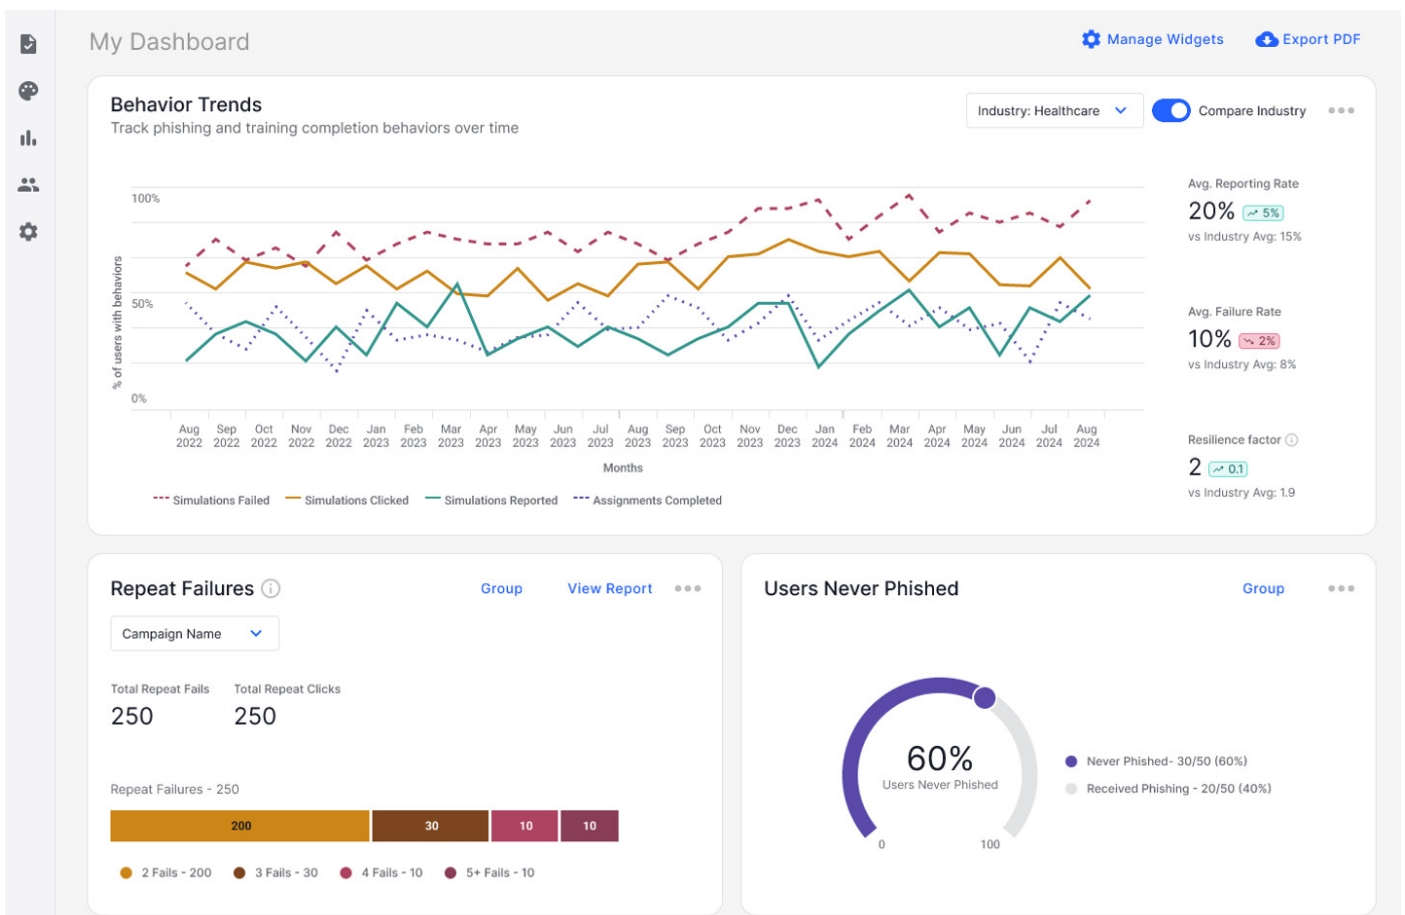 My Dashboard
Manage Widgets
Export PDF
Behavior Trends
Track phishing and training completion behaviors over time
Industry: Healthcare
Compare Industry
100%
50%
0%
% of users with behaviors
Aug 2022
Sep 2022
Oct 2022
Nov 2022
Dec 2022
Jan 2023
Feb 2023
Mar 2023
Apr 2023
May 2023
Jun 2023
Jul 2023
Aug 2023
Sep 2023
Oct 2023
Nov 2023
Dec 2023
Jan 2024
Feb 2024
Mar 2024
Apr 2024
May 2024
Jun 2024
Jul 2024
Aug 2024
Months
Simulations Failed
Simulations Clicked
Simulations Reported
Assignments Completed
Avg. Reporting Rate
20% 5%
vs Industry Avg: 15%
Avg. Failure Rate
10% 2%
vs Industry Avg: 8%
Resilience factor
2 0.1
vs Industry Avg: 1.9
Repeat Failures
Group
View Report
Campaign Name
Total Repeat Fails
250
Total Repeat Clicks
250
Repeat Failures - 250
200
30
10
10
2 Fails - 200
3 Fails - 30
4 Fails - 10
5+ Fails - 10
Users Never Phished
Group
60%
Users Never Phished
0
100
Never Phished- 30/50 (60%)
Received Phishing - 20/50 (40%)